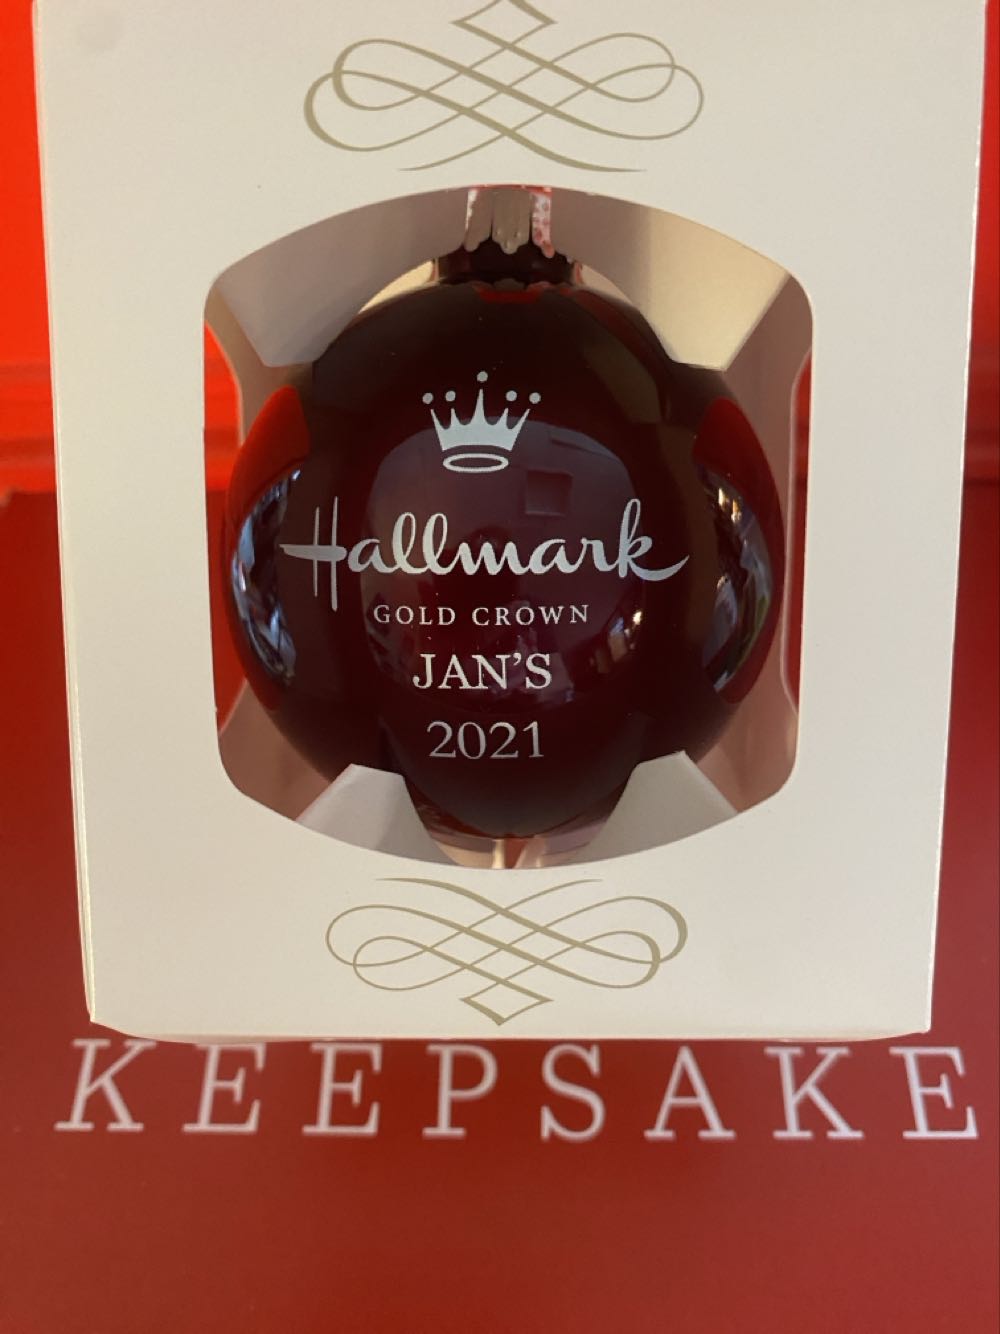 Hallmark
GOLD CROWN
JAN'S
2021
KEEPSAKE